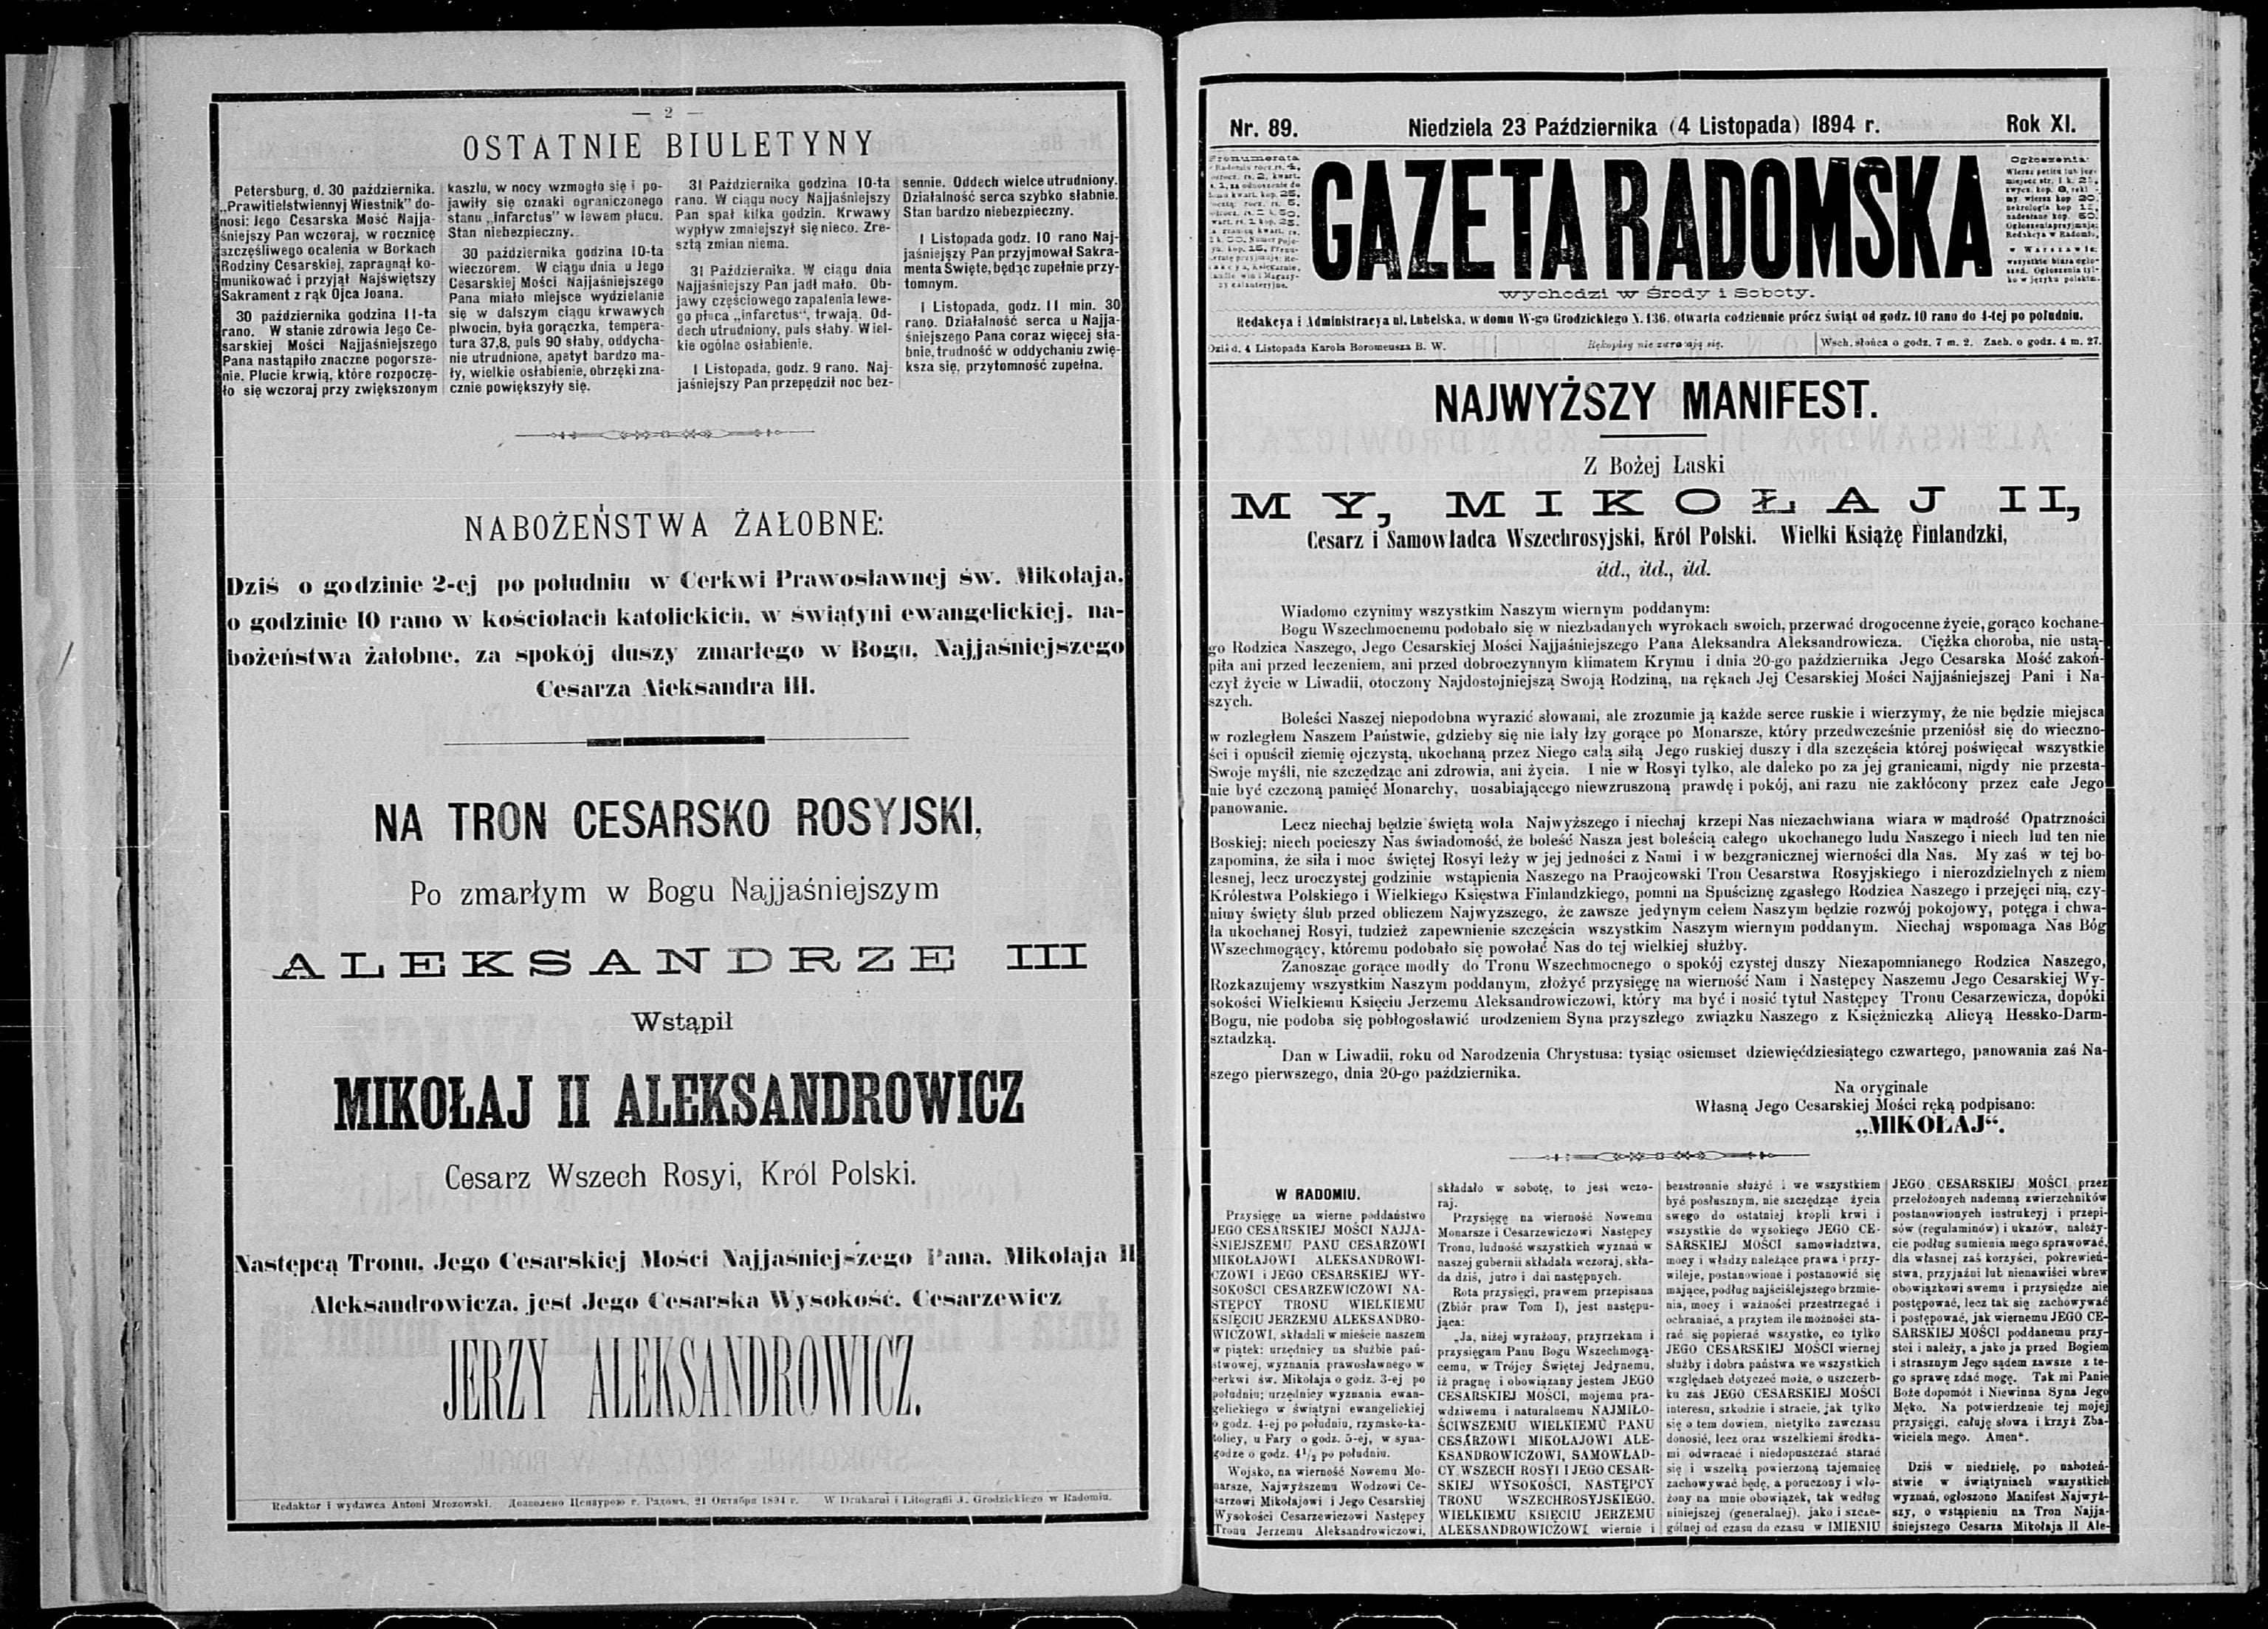 — 2 —
OSTATNIE BIULETYNY
Petersburg, d. 30 października.
„Prawitielstwiennyj Wiestnik” do-
nosi: Jego Cesarska Mość Najja-
śniejszy Pan wczoraj, w rocznicę
szczęśliwego ocalenia w Borkach
Rodziny Cesarskiej, zapragnął ko-
munikować i przyjął Najświętszy
Sakrament z rąk Ojca Joana.
30 października godzina 11-ta
rano. W stanie zdrowia Jego Ce-
sarskiej Mości Najjaśniejszego
Pana nastąpiło znaczne pogorsze-
nie. Plucie krwią, które rozpoczę-
ło się wczoraj przy zwiększonym
kaszlu, w nocy wzmogło się i po-
jawiły się oznaki ograniczonego
stanu „infarctus” w lewem płucu.
Stan niebezpieczny.
30 października godzina 10-ta
wieczorem. W ciągu dnia u Jego
Cesarskiej Mości Najjaśniejszego
Pana miało miejsce wydzielanie
się w dalszym ciągu krwawych
plwocin, była gorączka, tempera-
tura 37,8, puls 90 słaby, oddycha-
nie utrudnione, apetyt bardzo ma-
ły, wielkie osłabienie, obrzęki zna-
cznie powiększyły się.
31 Października godzina 10-ta
rano. W ciągu nocy Najjaśniejszy
Pan spał kilka godzin. Krwawy
wypływ zmniejszył się nieco. Zre-
sztą zmian niema.
31 Października. W ciągu dnia
Najjaśniejszy Pan jadł mało. Ob-
jawy częściowego zapalenia lewe-
go płuca „infarctus”, trwają. Od-
dech utrudniony, puls słaby. Wiel-
kie ogólne osłabienie.
1 Listopada, godz. 9 rano. Naj-
jaśniejszy Pan przepędził noc bez-
sennie. Oddech wielce utrudniony.
Działalność serca szybko słabnie.
Stan bardzo niebezpieczny.
1 Listopada godz. 10 rano Naj-
jaśniejszy Pan przyjmował Sakra-
menta Święte, będąc zupełnie przy-
tomnym.
1 Listopada, godz. 11 min. 30
rano. Działalność serca u Najja-
śniejszego Pana coraz więcej sła-
bnie, trudność w oddychaniu zwię-
ksza się, przytomność zupełna.
NABOŻEŃSTWA ŻAŁOBNE:
Dziś o godzinie 2-ej po południu w Cerkwi Prawosławnej św. Mikołaja,
o godzinie 10 rano w kościołach katolickich, w świątyni ewangelickiej, na-
bożeństwa żałobne, za spokój duszy zmarłego w Bogu, Najjaśniejszego
Cesarza Aleksandra III.
NA TRON CESARSKO ROSYJSKI,
Po zmarłym w Bogu Najjaśniejszym
ALEKSANDRZE III
Wstąpił
MIKOŁAJ II ALEKSANDROWICZ
Cesarz Wszech Rosyi, Król Polski.
Następcą Tronu, Jego Cesarskiej Mości Najjaśniejszego Pana, Mikołaja II
Aleksandrowicza, jest Jego Cesarska Wysokość, Cesarzewicz
JERZY ALEKSANDROWICZ.
Redaktor i wydawca Antoni Mrozowski. Дозволено Цензурою г. Радомъ, 21 Октября 1894 г. W Drukarni i Litografii J. Grodzickiego w Radomiu.
Nr. 89. Niedziela 23 Października (4 Listopada) 1894 r. Rok XI.
GAZETA RADOMSKA
wychodzi w Środy i Soboty.
Ogłoszenia:
Redakcya w Radomiu,
w Warszawie:
wszystkie biura ogło-
szeń. Ogłoszenia tyl-
ko w języku polskim.
Redakcya i Administracya ul. Lubelska, w domu W-go Grodzickiego N. 136, otwarta codziennie prócz świąt od godz. 10 rano do 4-tej po południu.
Dziś d. 4 Listopada Karola Boromeusza B. W. Rękopisy nie zwracają się. Wsch. słońca o godz. 7 m. 2. Zach. o godz. 4 m. 27.
NAJWYŻSZY MANIFEST.
Z Bożej Łaski
MY, MIKOŁAJ II,
Cesarz i Samowładca Wszechrosyjski, Król Polski. Wielki Książę Finlandzki,
itd., itd., itd.
Wiadomo czynimy wszystkim Naszym wiernym poddanym:
Bogu Wszechmocnemu podobało się w niezbadanych wyrokach swoich, przerwać drogocenne życie, gorąco kochane-
go Rodzica Naszego, Jego Cesarskiej Mości Najjaśniejszego Pana Aleksandra Aleksandrowicza. Ciężka choroba, nie ustą-
piła ani przed leczeniem, ani przed dobroczynnym klimatem Krymu i dnia 20-go października Jego Cesarska Mość zakoń-
czył życie w Liwadii, otoczony Najdostojniejszą Swoją Rodziną, na rękach Jej Cesarskiej Mości Najjaśniejszej Pani i Na-
szych.
Boleści Naszej niepodobna wyrazić słowami, ale zrozumie ją każde serce ruskie i wierzymy, że nie będzie miejsca
w rozległem Naszem Państwie, gdzieby się nie lały łzy gorące po Monarsze, który przedwcześnie przeniósł się do wieczno-
ści i opuścił ziemię ojczystą, ukochaną przez Niego całą siłą Jego ruskiej duszy i dla szczęścia której poświęcał wszystkie
Swoje myśli, nie szczędząc ani zdrowia, ani życia. I nie w Rosyi tylko, ale daleko po za jej granicami, nigdy nie przesta-
nie być czczoną pamięć Monarchy, uosabiającego niewzruszoną prawdę i pokój, ani razu nie zakłócony przez całe Jego
panowanie.
Lecz niechaj będzie świętą wola Najwyższego i niechaj krzepi Nas niezachwiana wiara w mądrość Opatrzności
Boskiej; niech pocieszy Nas świadomość, że boleść Nasza jest boleścią całego ukochanego ludu Naszego i niech lud ten nie
zapomina, że siła i moc świętej Rosyi leży w jej jedności z Nami i w bezgranicznej wierności dla Nas. My zaś w tej bo-
lesnej, lecz uroczystej godzinie wstąpienia Naszego na Praojcowski Tron Cesarstwa Rosyjskiego i nierozdzielnych z niem
Królestwa Polskiego i Wielkiego Księstwa Finlandzkiego, pomni na Spuściznę zgasłego Rodzica Naszego i przejęci nią, czy-
nimy święty ślub przed obliczem Najwyższego, że zawsze jedynym celem Naszym będzie rozwój pokojowy, potęga i chwa-
ła ukochanej Rosyi, tudzież zapewnienie szczęścia wszystkim Naszym wiernym poddanym. Niechaj wspomaga Nas Bóg
Wszechmogący, któremu podobało się powołać Nas do tej wielkiej służby.
Zanosząc gorące modły do Tronu Wszechmocnego o spokój czystej duszy Niezapomnianego Rodzica Naszego,
Rozkazujemy wszystkim Naszym poddanym, złożyć przysięgę na wierność Nam i Następcy Naszemu Jego Cesarskiej Wy-
sokości Wielkiemu Księciu Jerzemu Aleksandrowiczowi, który ma być i nosić tytuł Następcy Tronu Cesarzewicza, dopóki
Bogu, nie podoba się pobłogosławić urodzeniem Syna przyszłego związku Naszego z Księżniczką Alicyą Hessko-Darm-
sztadzką.
Dan w Liwadii, roku od Narodzenia Chrystusa: tysiąc osiemset dziewięćdziesiątego czwartego, panowania zaś Na-
szego pierwszego, dnia 20-go października.
Na oryginale
Własną Jego Cesarskiej Mości ręką podpisano:
„MIKOŁAJ“.
W RADOMIU.
Przysięgę na wierne poddaństwo
JEGO CESARSKIEJ MOŚCI NAJJA-
ŚNIEJSZEMU PANU CESARZOWI
MIKOŁAJOWI ALEKSANDROWI-
CZOWI i JEGO CESARSKIEJ WY-
SOKOŚCI CESARZEWICZOWI NA-
STĘPCY TRONU WIELKIEMU
KSIĘCIU JERZEMU ALEKSANDRO-
WICZOWI, składali w mieście naszem
w piątek: urzędnicy na służbie pań-
stwowej, wyznania prawosławnego w
cerkwi św. Mikołaja o godz. 3-ej po
południu; urzędnicy wyznania ewan-
gelickiego w świątyni ewangelickiej
o godz. 4-ej po południu, rzymsko-ka-
tolicy, u Fary o godz. 5-ej, w syna-
godze o godz. 4½ po południu.
Wojsko, na wierność Nowemu Mo-
narsze, Najwyższemu Wodzowi Ce-
sarzowi Mikołajowi i Jego Cesarskiej
Wysokości Cesarzewiczowi Następcy
Tronu Jerzemu Aleksandrowiczowi,
składało w sobotę, to jest wczo-
raj.
Przysięgę na wierność Nowemu
Monarsze i Cesarzewiczowi Następcy
Tronu, ludność wszystkich wyznań w
naszej gubernii składała wczoraj, skła-
da dziś, jutro i dni następnych.
Rota przysięgi, prawem przepisana
(Zbiór praw Tom I), jest następu-
jąca:
„Ja, niżej wyrażony, przyrzekam i
przysięgam Panu Bogu Wszechmogą-
cemu, w Trójcy Świętej Jedynemu,
iż pragnę i obowiązany jestem JEGO
CESARSKIEJ MOŚCI, mojemu pra-
wdziwemu i naturalnemu NAJMIŁO-
ŚCIWSZEMU WIELKIEMU PANU
CESARZOWI MIKOŁAJOWI ALE-
KSANDROWICZOWI, SAMOWŁAD-
CY WSZECH ROSYI I JEGO CESAR-
SKIEJ WYSOKOŚCI, NASTĘPCY
TRONU WSZECHROSYJSKIEGO,
WIELKIEMU KSIĘCIU JERZEMU
ALEKSANDROWICZOWI wiernie i
bezstronnie służyć i we wszystkiem
być posłusznym, nie szczędząc życia
swego do ostatniej kropli krwi i
wszystkie do wysokiego JEGO CE-
SARSKIEJ MOŚCI samowładztwa,
mocy i władzy należące prawa i przy-
wileje, postanowione i postanowić się
mające, podług najściślejszego brzmie-
nia, mocy i ważności przestrzegać i
ochraniać, a przytem ile możności sta-
rać się popierać wszystko, co tylko
JEGO CESARSKIEJ MOŚCI wiernej
służby i dobra państwa we wszystkich
względach dotyczeć może, o uszczerb-
ku zaś JEGO CESARSKIEJ MOŚCI
interesu, szkodzie i stracie, jak tylko
się o tem dowiem, nietylko zawczasu
donosić, lecz oraz wszelkiemi środka-
mi odwracać i niedopuszczać starać
się i wszelką powierzoną tajemnicę
zachowywać będę, a poruczony i wło-
żony na mnie obowiązek, tak według
niniejszej (generalnej), jako i szcze-
gólnej od czasu do czasu w IMIENIU
JEGO CESARSKIEJ MOŚCI przez
przełożonych nademną zwierzchników
postanowionych instrukcyj i przepi-
sów (regulaminów) i ukazów, należy-
cie podług sumienia mego sprawować,
dla własnej zaś korzyści, pokrewień-
stwa, przyjaźni lub nienawiści wbrew
obowiązkowi swemu i przysiędze nie
postępować, lecz tak się zachowywać
i postępować, jak wiernemu JEGO CE-
SARSKIEJ MOŚCI poddanemu przy-
stoi i należy, a jako ja przed Bogiem
i strasznym Jego sądem zawsze z te-
go sprawę zdać mogę. Tak mi Panie
Boże dopomóż i Niewinna Syna Jego
Męko. Na potwierdzenie tej mojej
przysięgi, całuję słowa i krzyż Zba-
wiciela mego. Amen“.
Dziś w niedzielę, po nabożeń-
stwie w świątyniach wszystkich
wyznań, ogłoszono Manifest Najwyż-
szy, o wstąpieniu na Tron Najja-
śniejszego Cesarza Mikołaja II Ale-